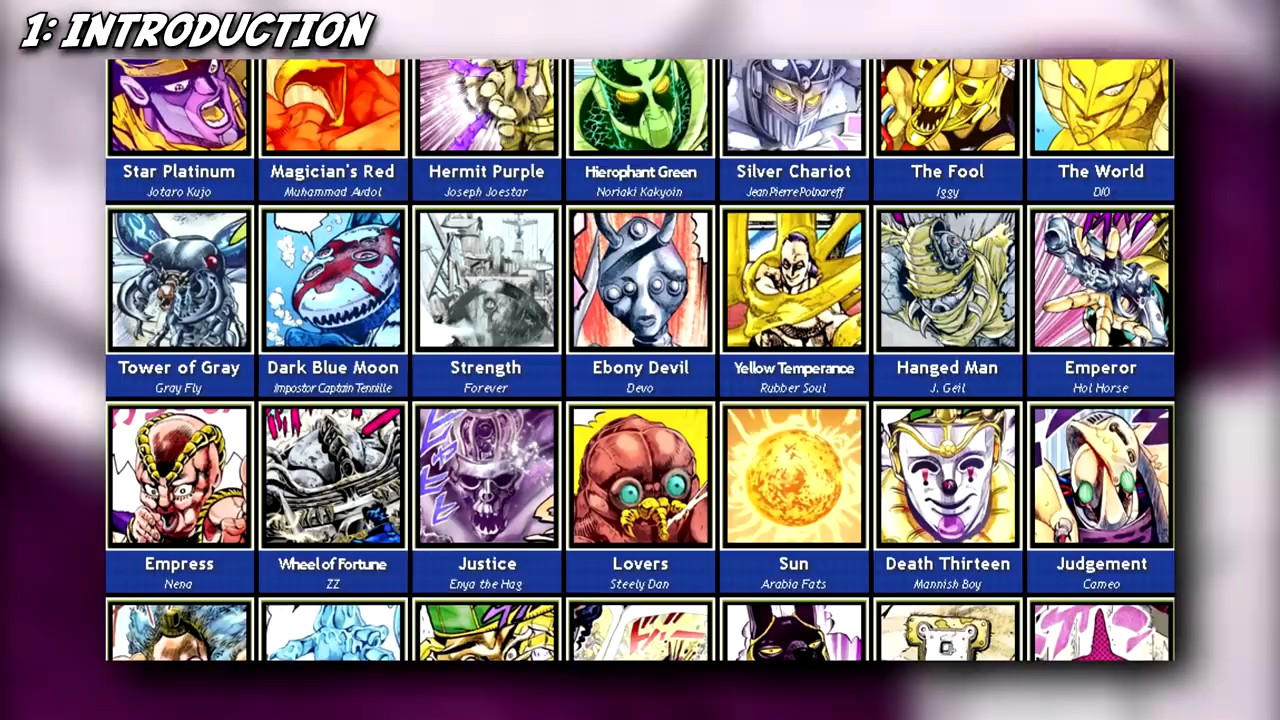 1: INTRODUCTION
Star Platinum
Jotaro Kujo
Magician's Red
Muhammad Avdol
Hermit Purple
Joseph Joestar
Hierophant Green
Noriaki Kakyoin
Silver Chariot
Jean Pierre Polnareff
The Fool
Iggy
The World
DIO
Tower of Gray
Gray Fly
Dark Blue Moon
Impostor Captain Tennille
Strength
Forever
Ebony Devil
Devo
Yellow Temperance
Rubber Soul
Hanged Man
J. Geil
Emperor
Hol Horse
Empress
Nena
Wheel of Fortune
ZZ
Justice
Enya the Hag
Lovers
Steely Dan
Sun
Arabia Fats
Death Thirteen
Mannish Boy
Judgement
Cameo